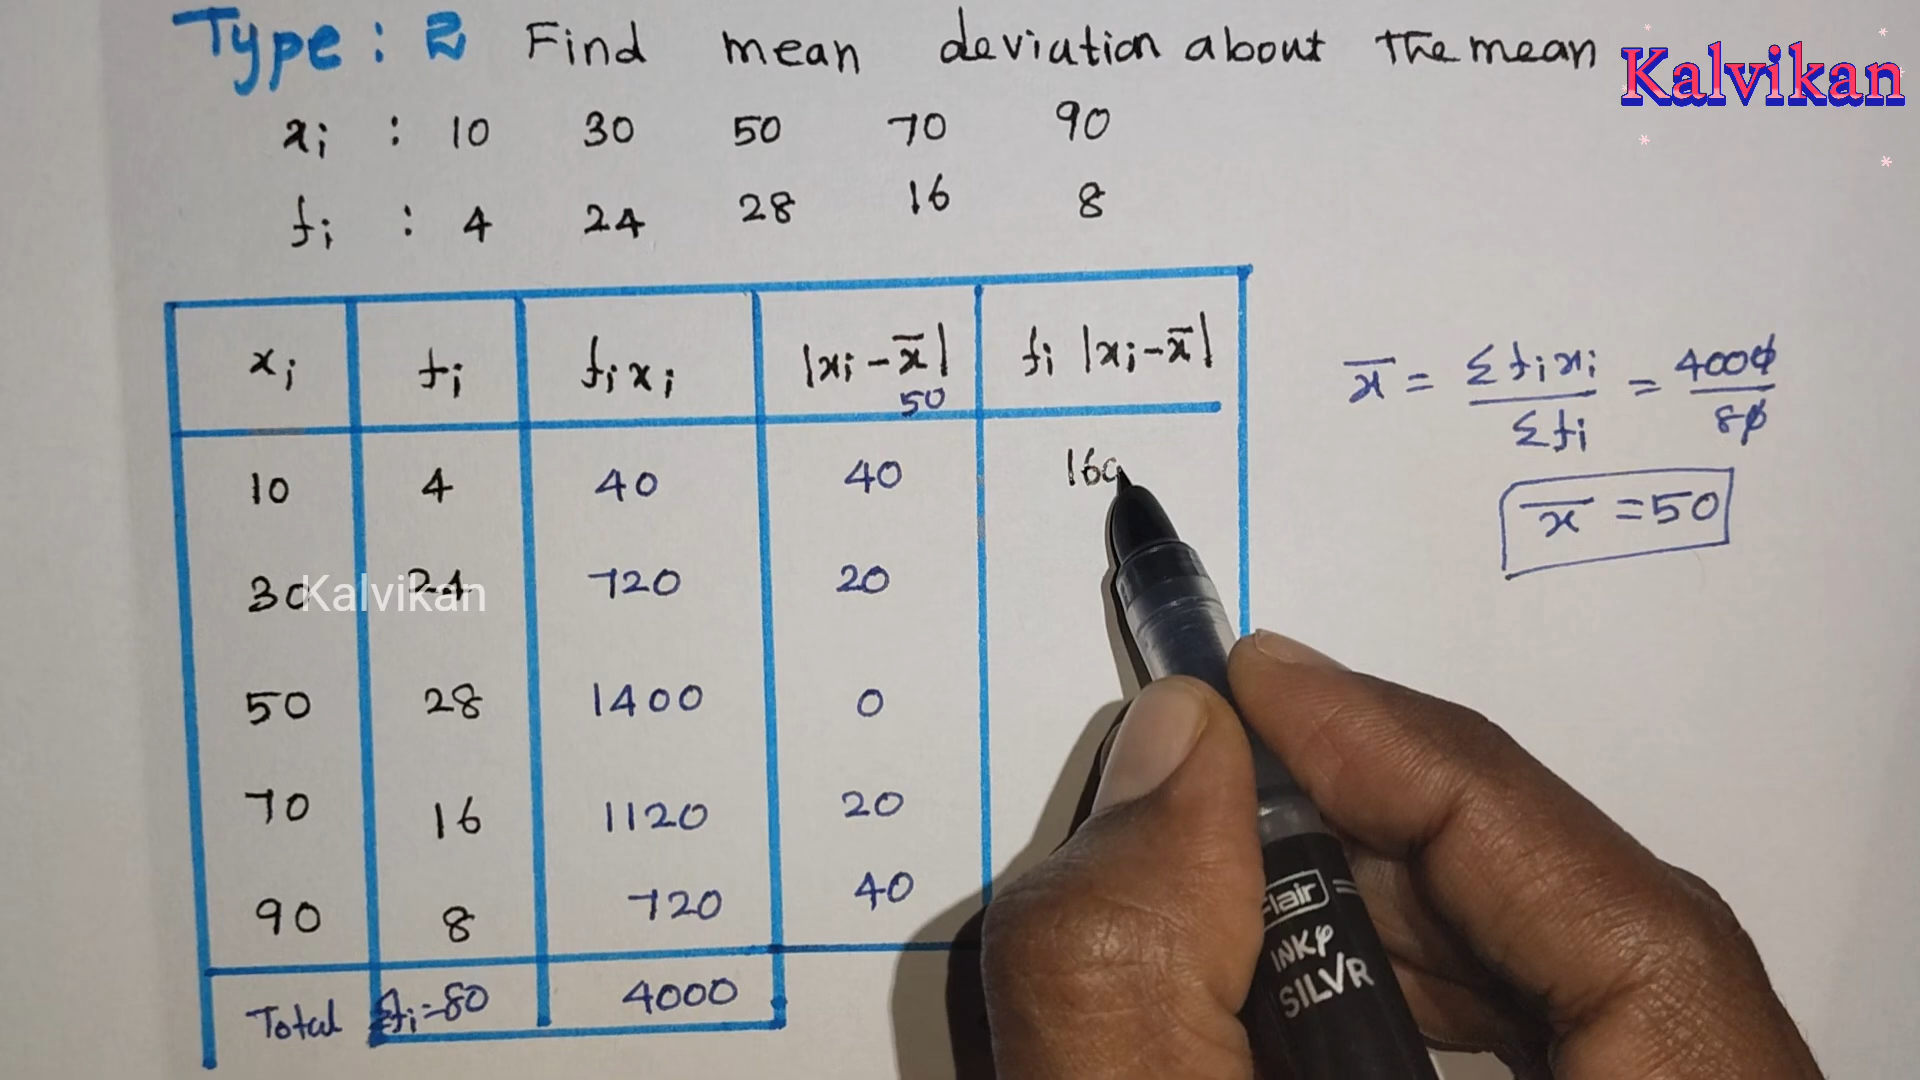 Type: 2 Find mean deviation about the mean
Kalvikan
xi : 10 30 50 70 90
fi : 4 24 28 16 8
xi fi fixi |xi-x̄| fi |xi-x̄|
50
10 4 40 40 160
30 24 720 20
Kalvikan
50 28 1400 0
70 16 1120 20
90 8 720 40
Total Σfi=80 4000
x̄ = Σfixi / Σfi = 4000 / 80
x̄ = 50
Flair
INKφ
SILVR